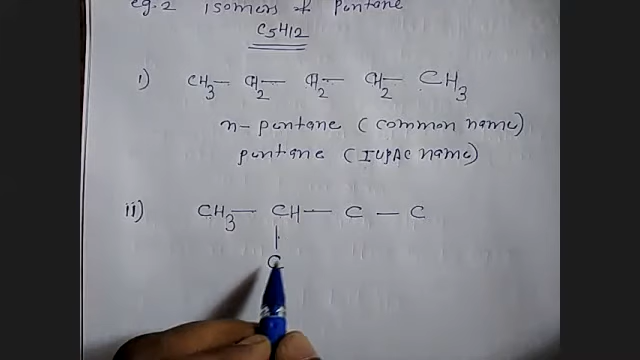 eg.2 isomers of pentane
C5H12
i) CH3 — CH2 — CH2 — CH2 — CH3
n-pentane (common name)
pentane (IUPAC name)
ii) CH3 — CH — C — C
|
C